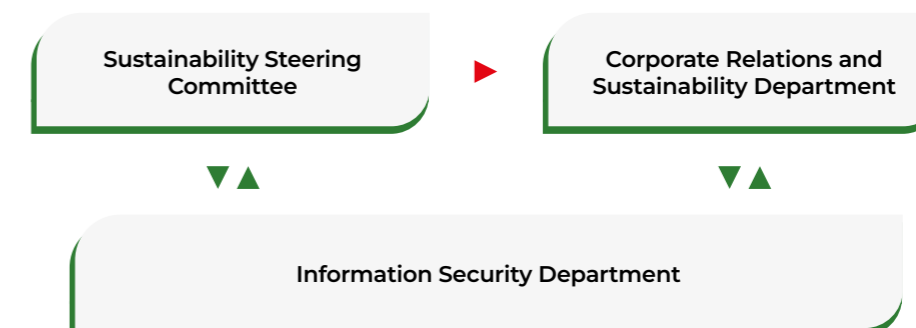 Sustainability Steering
Committee
Corporate Relations and
Sustainability Department
Information Security Department